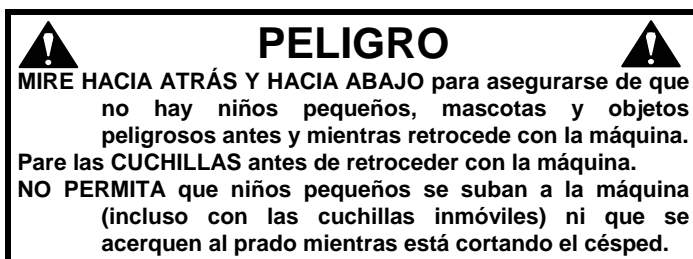 PELIGRO
MIRE HACIA ATRÁS Y HACIA ABAJO para asegurarse de que
no hay niños pequeños, mascotas y objetos
peligrosos antes y mientras retrocede con la máquina.
Pare las CUCHILLAS antes de retroceder con la máquina.
NO PERMITA que niños pequeños se suban a la máquina
(incluso con las cuchillas inmóviles) ni que se
acerquen al prado mientras está cortando el césped.